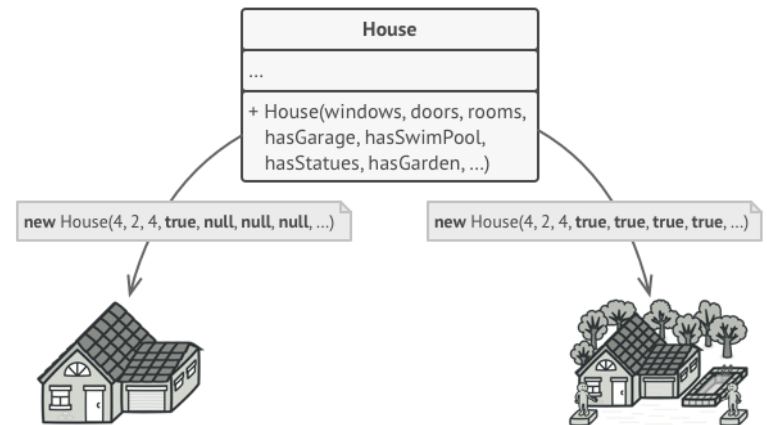 House
...
+ House(windows, doors, rooms,
hasGarage, hasSwimPool,
hasStatues, hasGarden, ...)
new House(4, 2, 4, true, null, null, null, ...)
new House(4, 2, 4, true, true, true, true, ...)